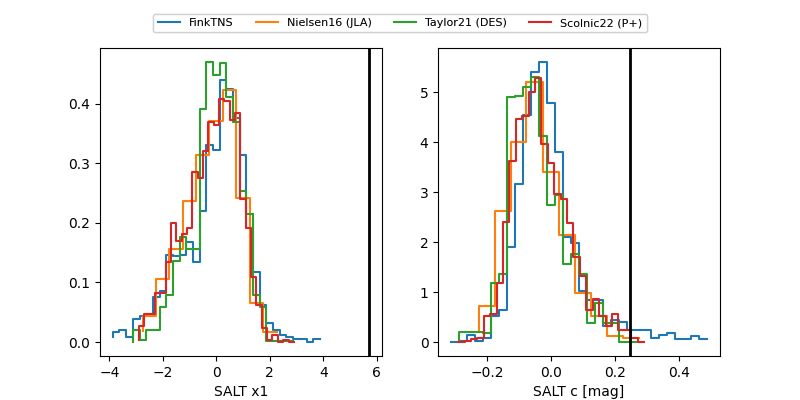 FinkTNS Nielsen16 (JLA) Taylor21 (DES) Scolnic22 (P+)
0.4
0.3
0.2
0.1
0.0
−4 −2 0 2 4 6
SALT x1
5
4
3
2
1
0
−0.2 0.0 0.2 0.4
SALT c [mag]